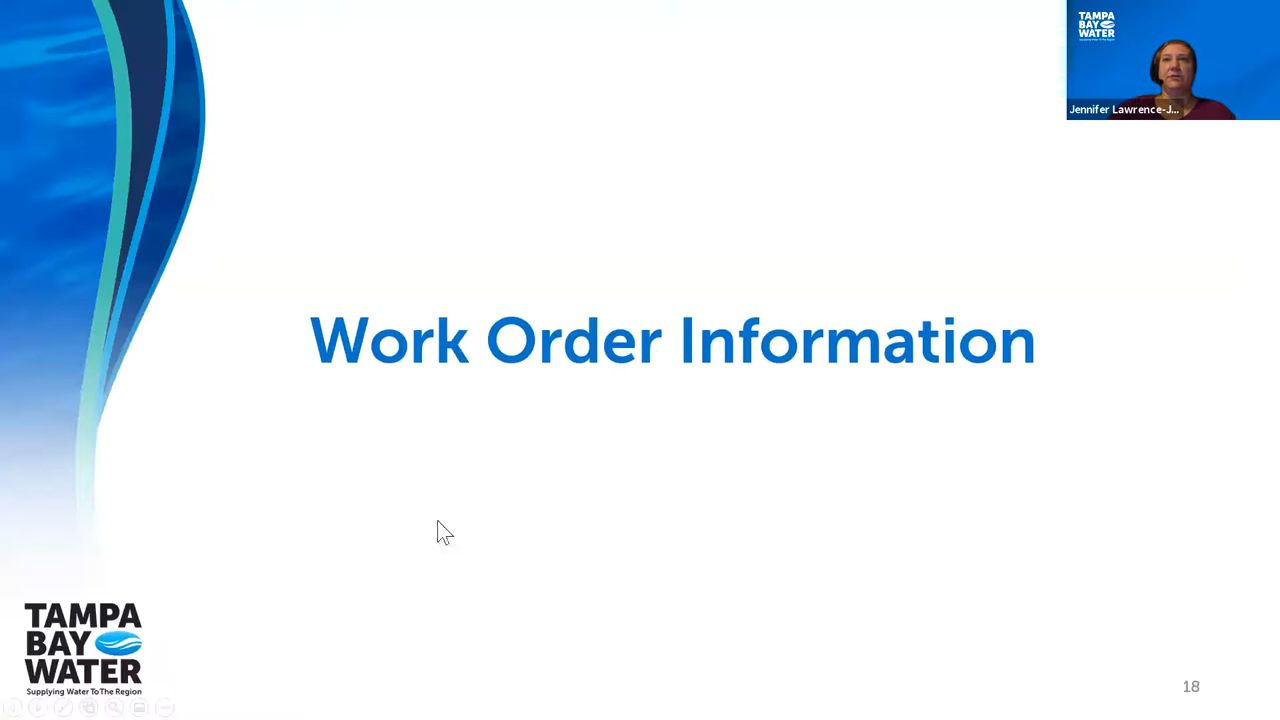 TAMPA
BAY
WATER
Jennifer Lawrence-J...
Work Order Information
TAMPA
BAY
WATER
Supplying Water To The Region
18